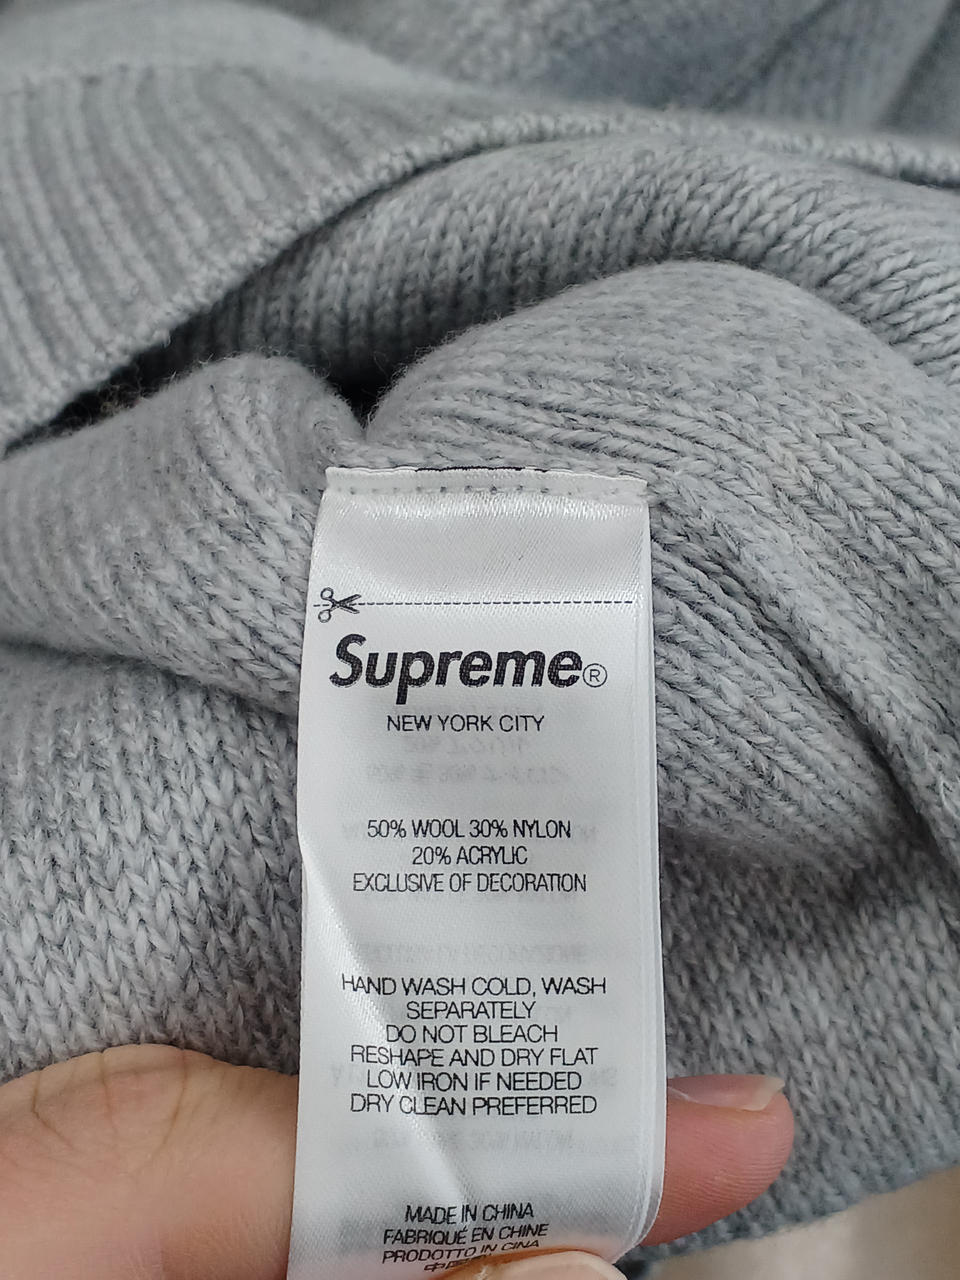 Supreme®
NEW YORK CITY
50% WOOL 30% NYLON
20% ACRYLIC
EXCLUSIVE OF DECORATION
HAND WASH COLD, WASH
SEPARATELY
DO NOT BLEACH
RESHAPE AND DRY FLAT
LOW IRON IF NEEDED
DRY CLEAN PREFERRED
MADE IN CHINA
FABRIQUÉ EN CHINE
PRODOTTO IN CINA